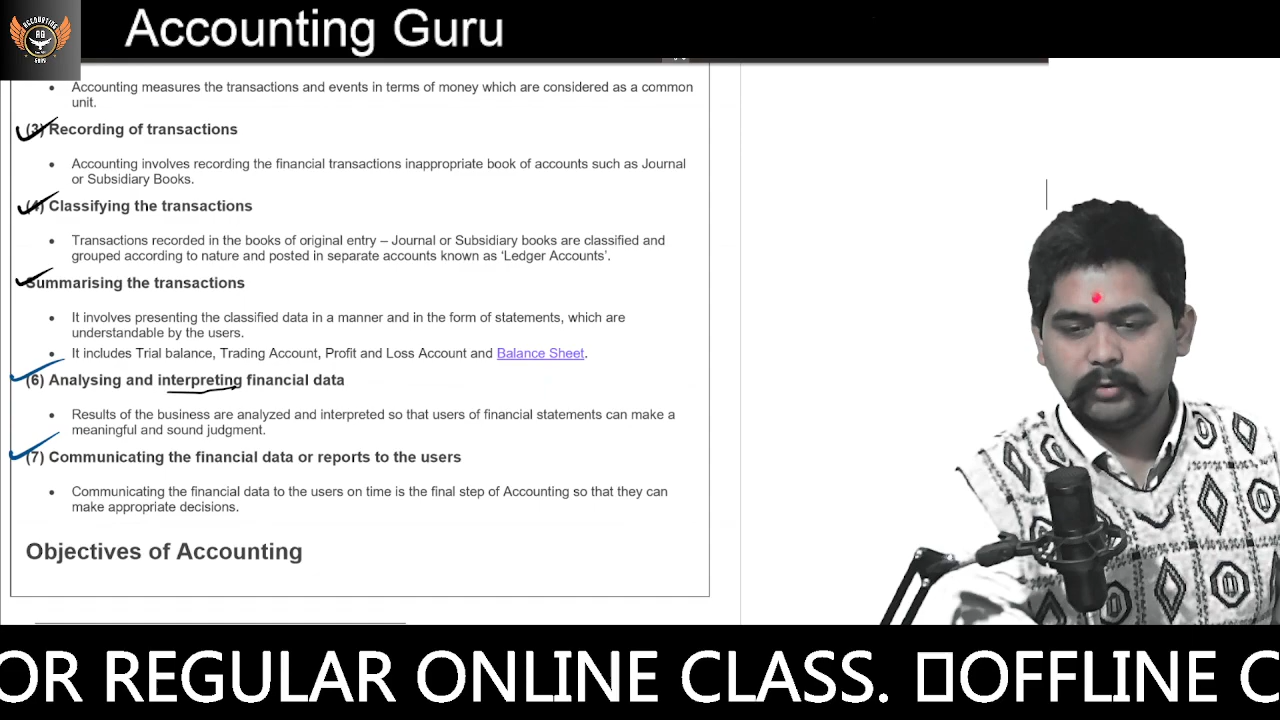 Accounting Guru
ACCOUNTING
AG
GURU
• Accounting measures the transactions and events in terms of money which are considered as a common
unit.
(3) Recording of transactions
• Accounting involves recording the financial transactions inappropriate book of accounts such as Journal
or Subsidiary Books.
(4) Classifying the transactions
• Transactions recorded in the books of original entry – Journal or Subsidiary books are classified and
grouped according to nature and posted in separate accounts known as ‘Ledger Accounts’.
Summarising the transactions
• It involves presenting the classified data in a manner and in the form of statements, which are
understandable by the users.
• It includes Trial balance, Trading Account, Profit and Loss Account and Balance Sheet.
(6) Analysing and interpreting financial data
• Results of the business are analyzed and interpreted so that users of financial statements can make a
meaningful and sound judgment.
(7) Communicating the financial data or reports to the users
• Communicating the financial data to the users on time is the final step of Accounting so that they can
make appropriate decisions.
Objectives of Accounting
OR REGULAR ONLINE CLASS. OFFLINE C